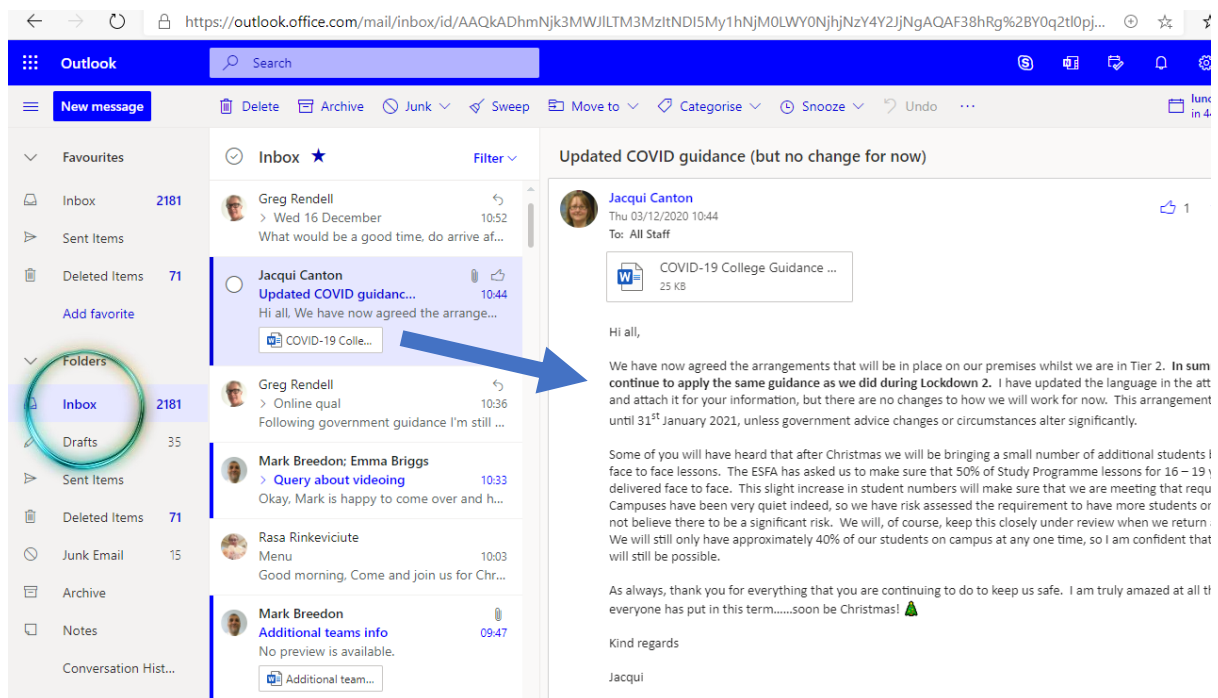 https://outlook.office.com/mail/inbox/id/AAQkADhmNjk3MWJlLTM3MzItNDI5My1hNjM0LWY0NjhjNzY4Y2JjNgAQAF38hRg%2BY0q2tl0pj...
Outlook
Search
New message
Delete Archive Junk Sweep Move to Categorise Snooze Undo ...
in 4
Favourites
Inbox 2181
Sent Items
Deleted Items 71
Add favorite
Folders
Inbox 2181
Drafts 35
Sent Items
Deleted Items 71
Junk Email 15
Archive
Notes
Conversation Hist...
Inbox ★ Filter
Greg Rendell
> Wed 16 December 10:52
What would be a good time, do arrive af...
Jacqui Canton
Updated COVID guidanc... 10:44
Hi all, We have now agreed the arrange...
COVID-19 Colle...
Greg Rendell
> Online qual 10:36
Following government guidance I'm still ...
Mark Breedon; Emma Briggs
> Query about videoing 10:33
Okay, Mark is happy to come over and h...
Rasa Rinkeviciute
Menu 10:03
Good morning, Come and join us for Chr...
Mark Breedon
Additional teams info 09:47
No preview is available.
Additional team...
Updated COVID guidance (but no change for now)
Jacqui Canton
Thu 03/12/2020 10:44
To: All Staff
1
COVID-19 College Guidance ...
25 KB
Hi all,
We have now agreed the arrangements that will be in place on our premises whilst we are in Tier 2. In sum
continue to apply the same guidance as we did during Lockdown 2. I have updated the language in the att
and attach it for your information, but there are no changes to how we will work for now. This arrangement
until 31st January 2021, unless government advice changes or circumstances alter significantly.
Some of you will have heard that after Christmas we will be bringing a small number of additional students
face to face lessons. The ESFA has asked us to make sure that 50% of Study Programme lessons for 16 – 19
delivered face to face. This slight increase in student numbers will make sure that we are meeting that requ
Campuses have been very quiet indeed, so we have risk assessed the requirement to have more students
not believe there to be a significant risk. We will, of course, keep this closely under review when we return
We will still only have approximately 40% of our students on campus at any one time, so I am confident that
will still be possible.
As always, thank you for everything that you are continuing to do to keep us safe. I am truly amazed at all
everyone has put in this term......soon be Christmas!
Kind regards
Jacqui